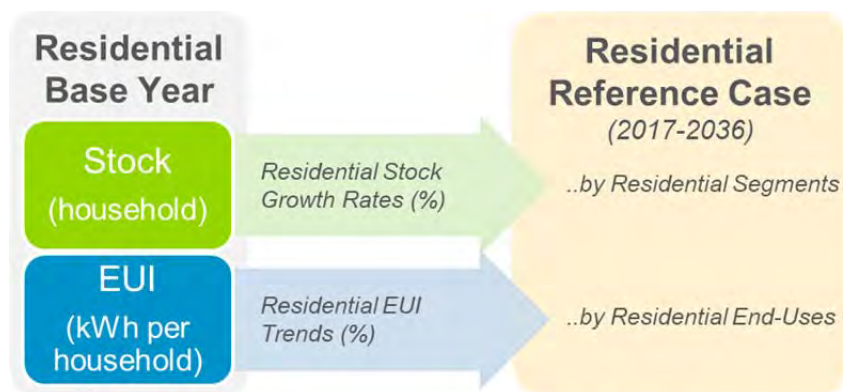 Residential
Base Year
Stock
(household)
EUI
(kWh per
household)
Residential Stock
Growth Rates (%)
Residential EUI
Trends (%)
Residential
Reference Case
(2017-2036)
..by Residential Segments
..by Residential End-Uses